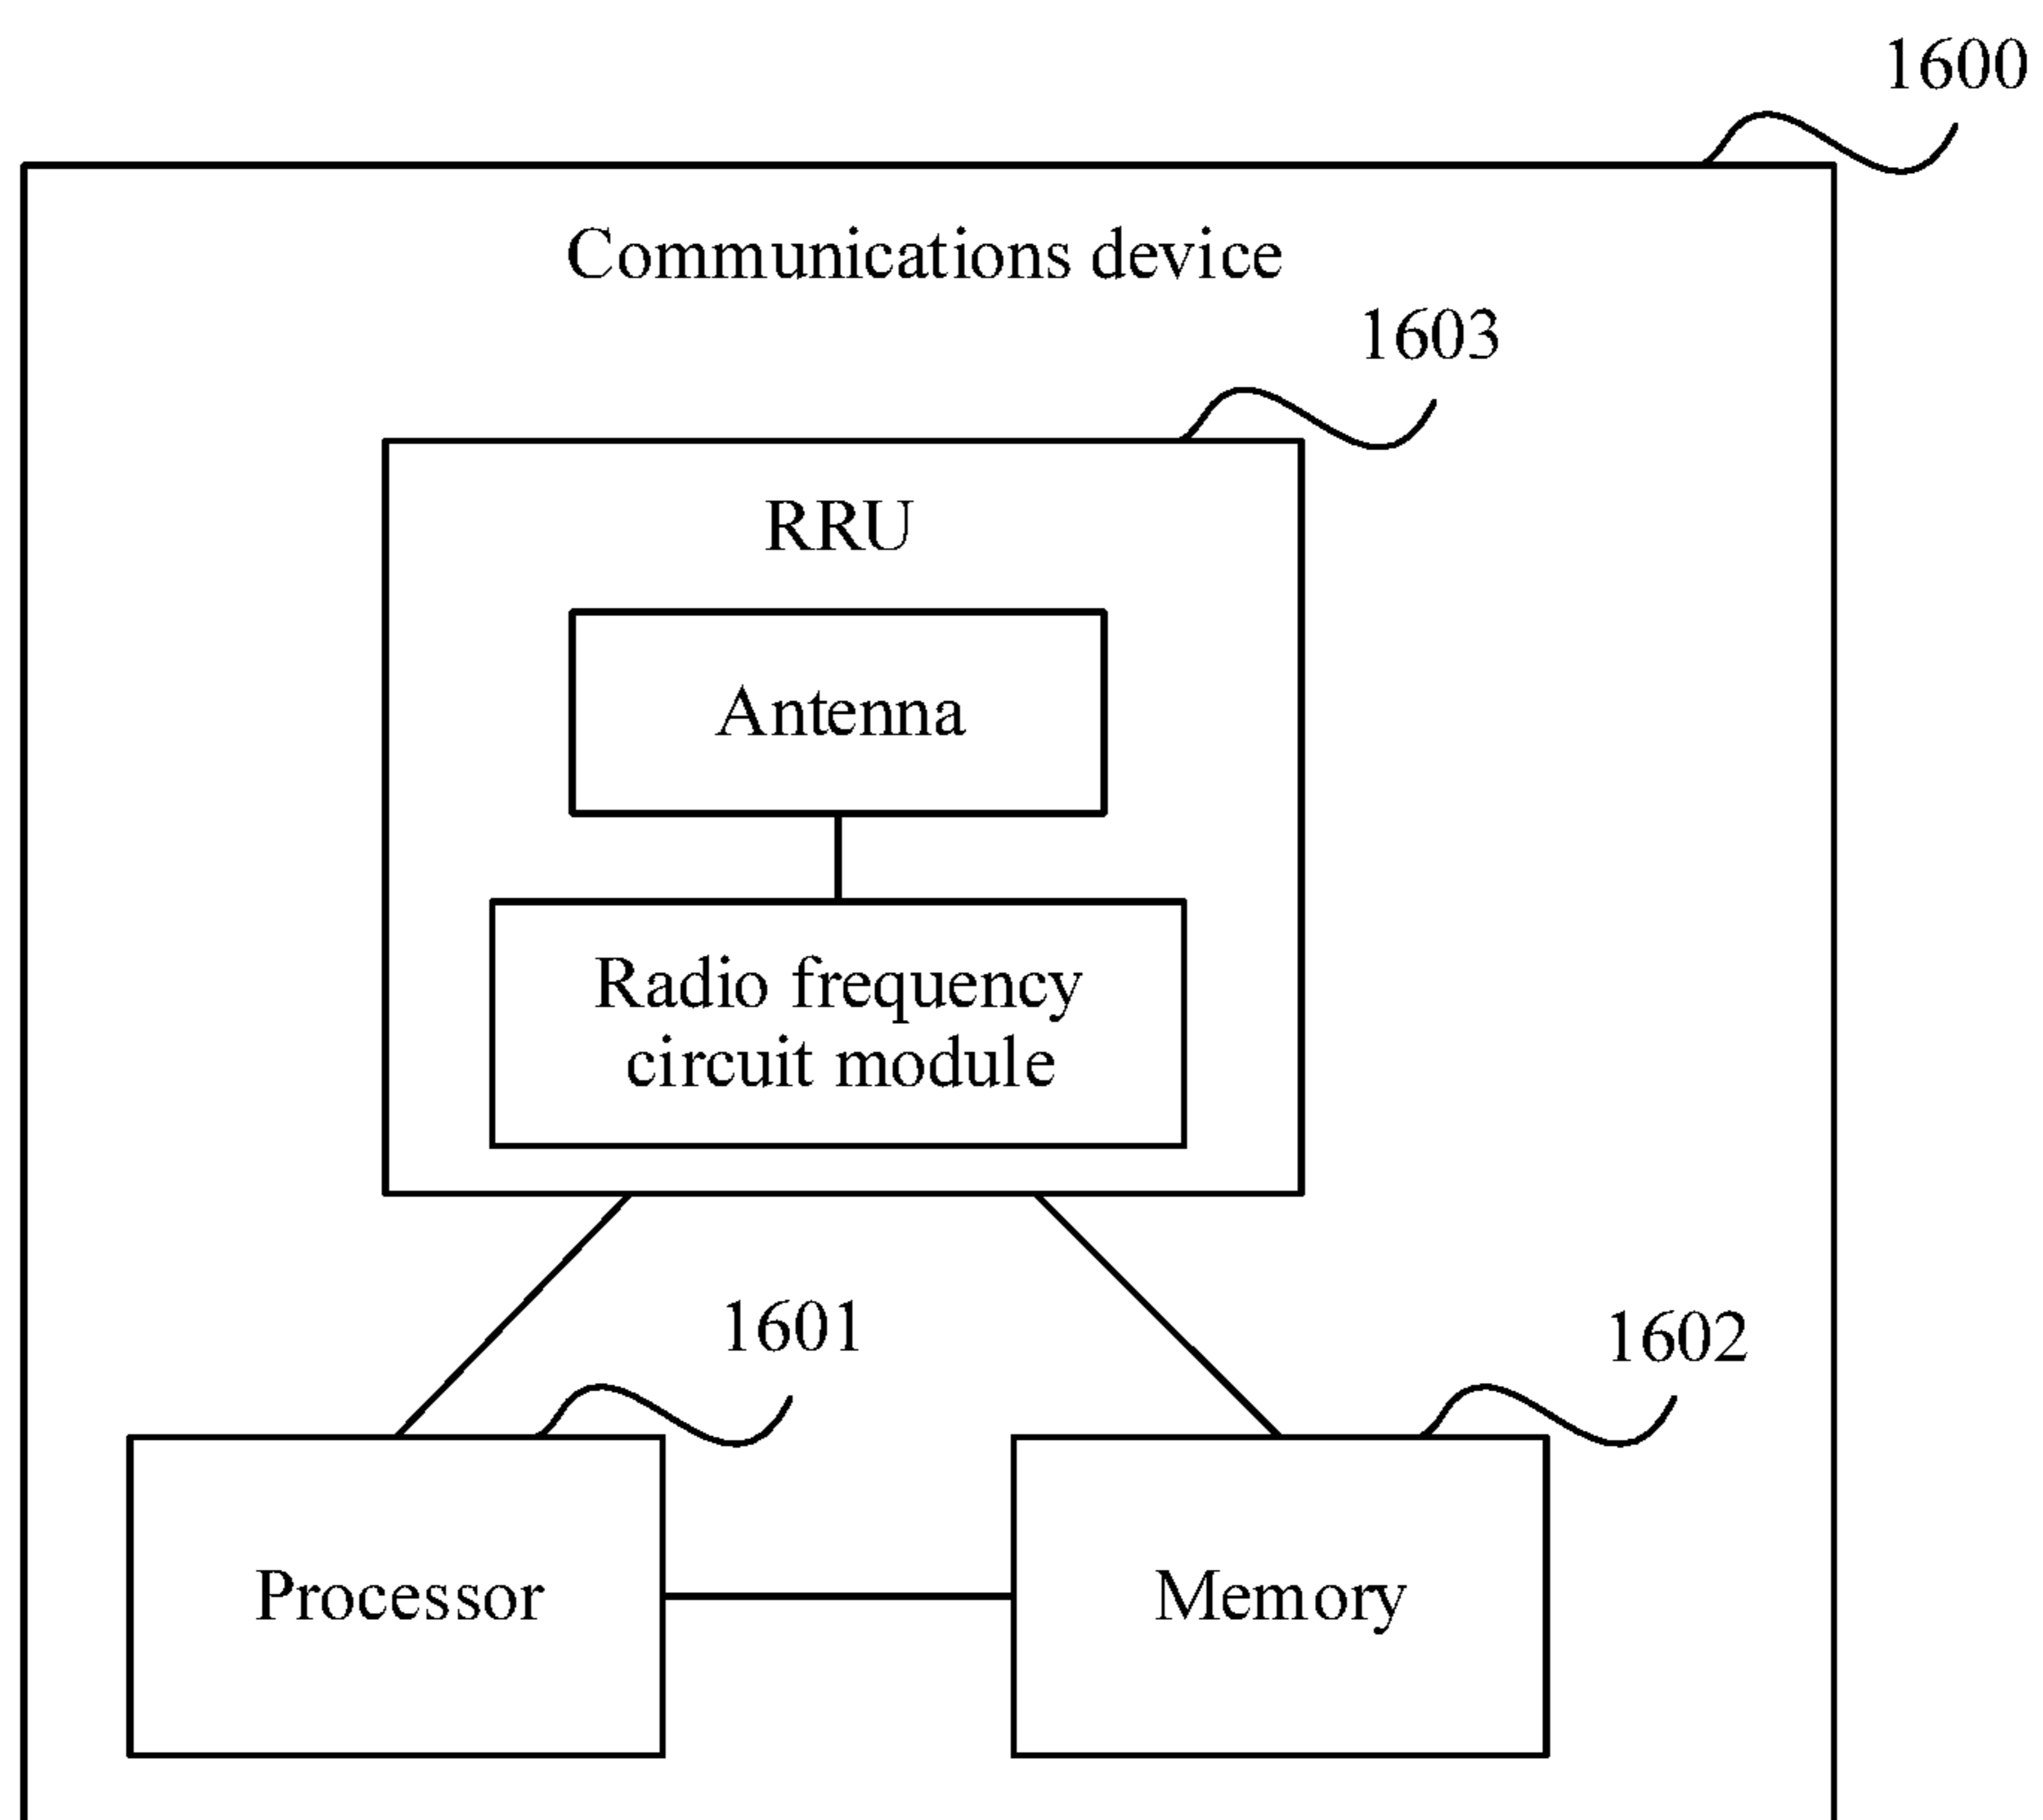 1600
Communications device
1603
RRU
Antenna
Radio frequency
circuit module
1601
1602
Processor
Memory